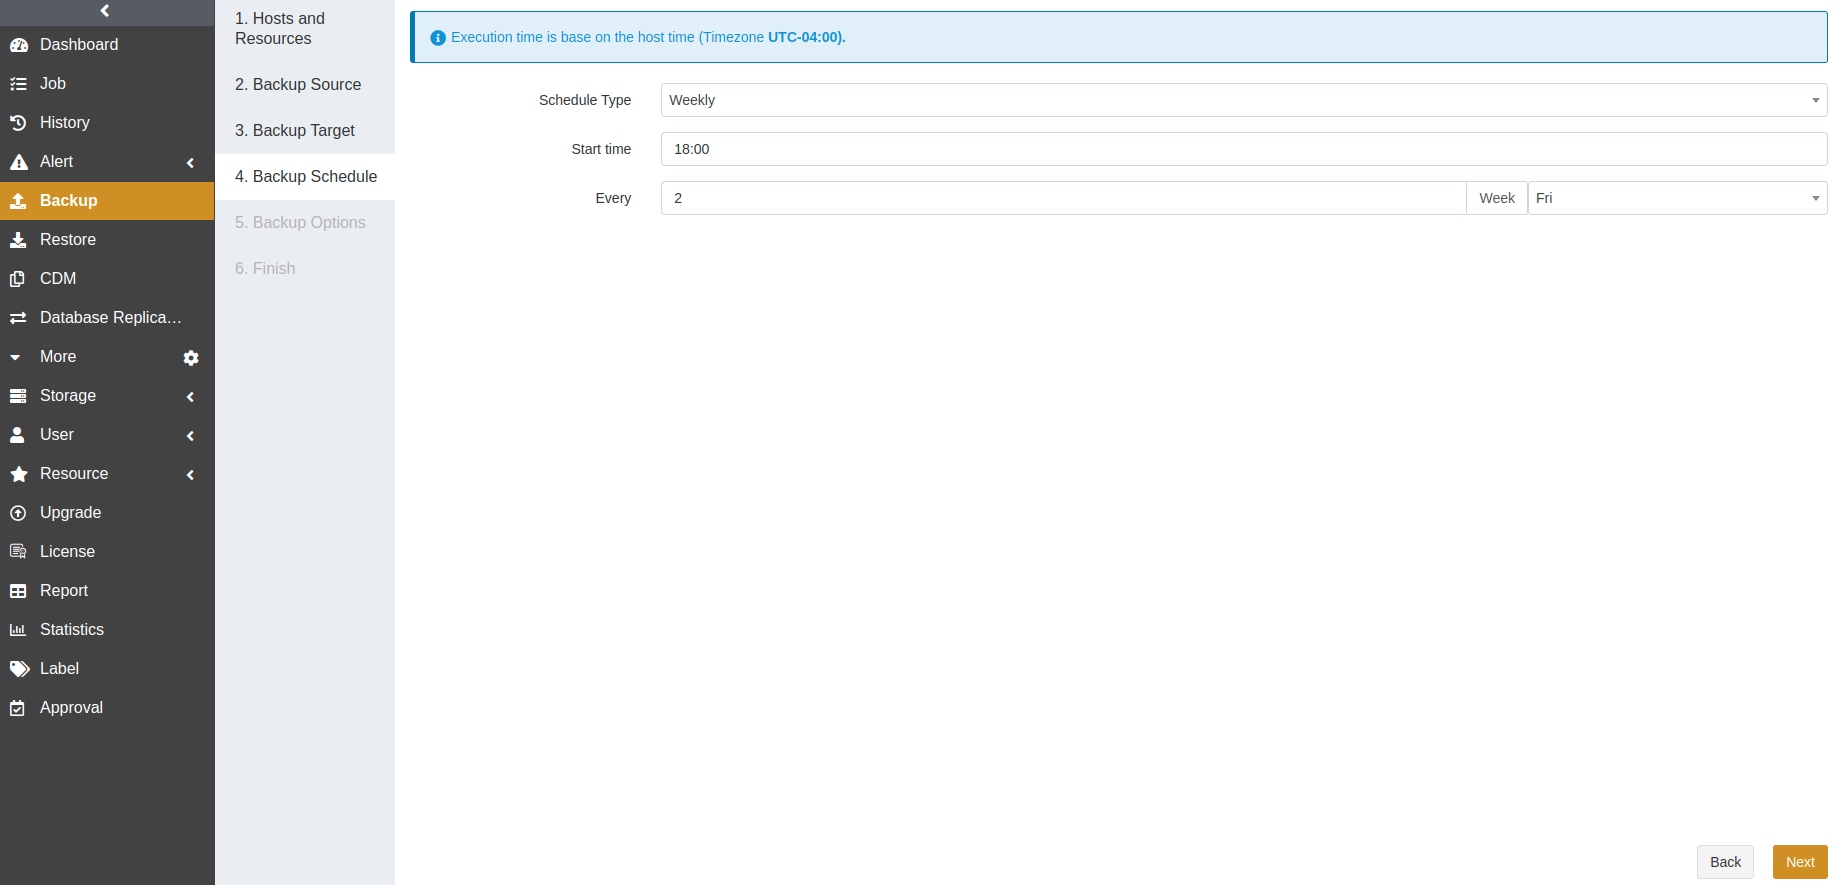 Dashboard
Job
History
Alert
Backup
Restore
CDM
Database Replica…
More
Storage
User
Resource
Upgrade
License
Report
Statistics
Label
Approval
1. Hosts and
Resources
2. Backup Source
3. Backup Target
4. Backup Schedule
5. Backup Options
6. Finish
Execution time is base on the host time (Timezone UTC-04:00).
Schedule Type Weekly
Start time 18:00
Every 2 Week Fri
Back Next